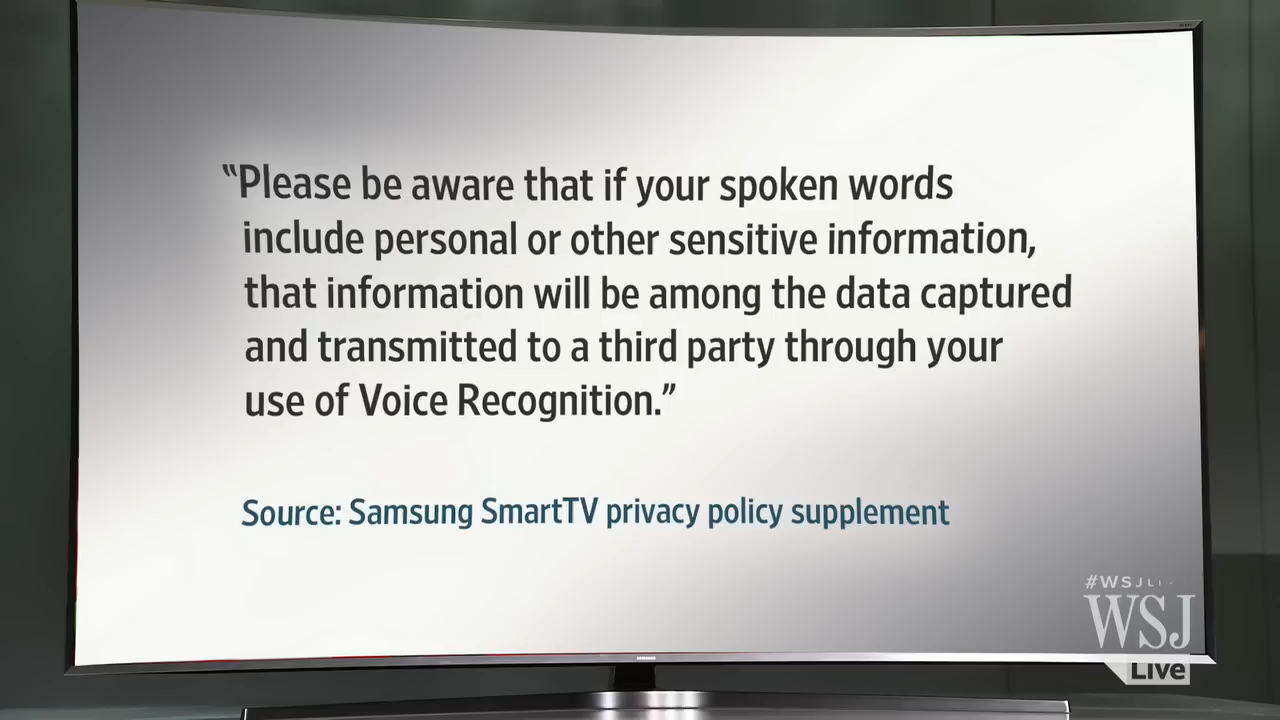 “Please be aware that if your spoken words
include personal or other sensitive information,
that information will be among the data captured
and transmitted to a third party through your
use of Voice Recognition.”
Source: Samsung SmartTV privacy policy supplement
WSJ
Live